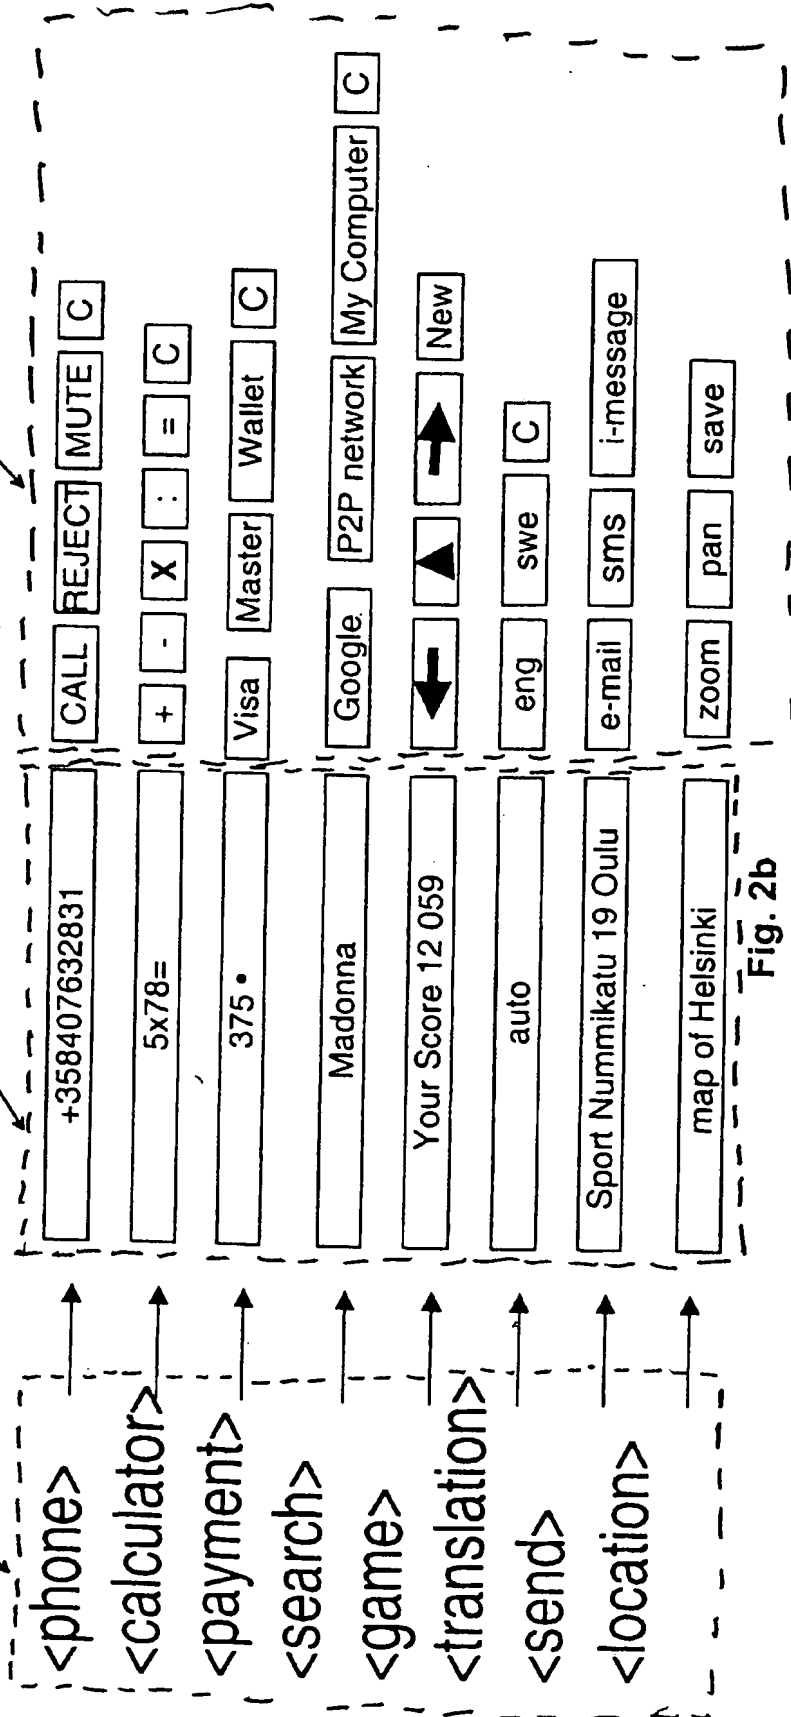 <phone> +358407632831 CALL REJECT MUTE C
<calculator> 5x78= + - X : = C
<payment> 375 • Visa Master Wallet C
<search> Madonna Google P2P network My Computer C
<game> Your Score 12 059 New
<translation> auto eng swe C
<send> Sport Nummikatu 19 Oulu e-mail sms i-message
<location> map of Helsinki zoom pan save
Fig. 2b